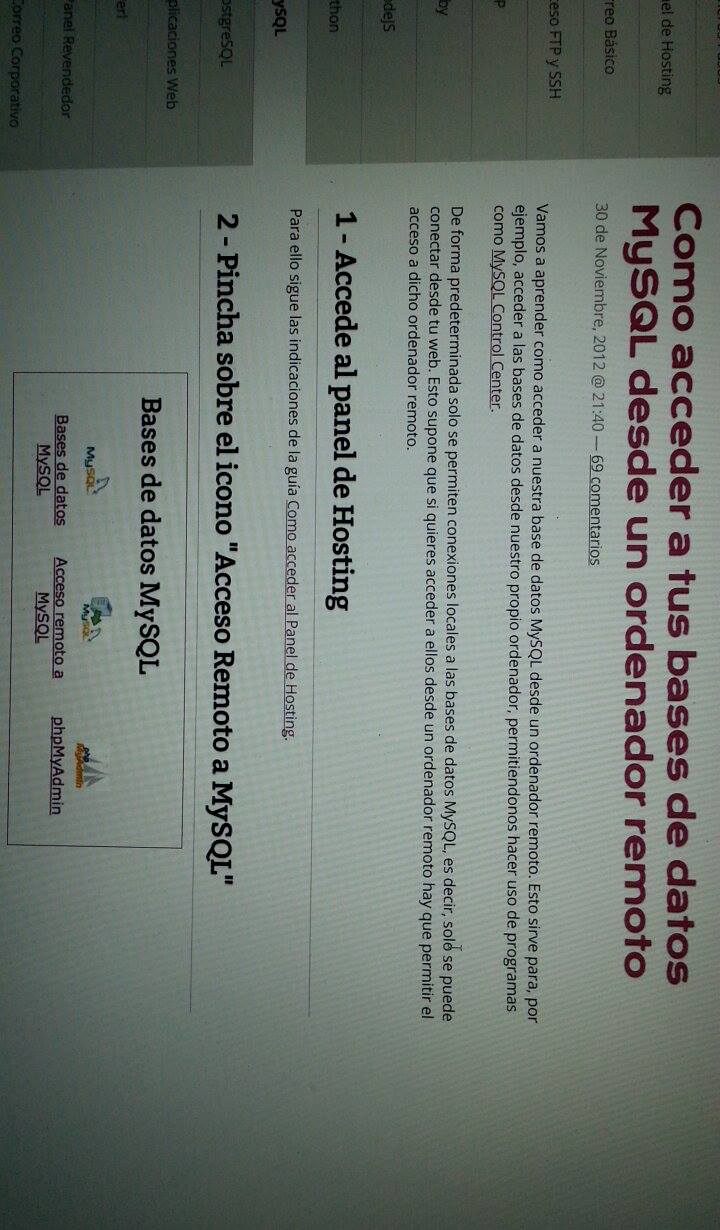 el de Hosting
reo Básico
eso FTP y SSH
P
by
dejS
thon
ySQL
ostgreSQL
plicaciones Web
erl
Panel Revendedor
Correo Corporativo
Como acceder a tus bases de datos
MySQL desde un ordenador remoto
30 de Noviembre, 2012 @ 21:40 — 69 comentarios
Vamos a aprender como acceder a nuestra base de datos MySQL desde un ordenador remoto. Esto sirve para, por
ejemplo, acceder a las bases de datos desde nuestro propio ordenador, permitiendonos hacer uso de programas
como MySQL Control Center.
De forma predeterminada solo se permiten conexiones locales a las bases de datos MySQL, es decir, solo se puede
conectar desde tu web. Esto supone que si quieres acceder a ellos desde un ordenador remoto hay que permitir el
acceso a dicho ordenador remoto.
1 - Accede al panel de Hosting
Para ello sigue las indicaciones de la guía Como acceder al Panel de Hosting.
2 - Pincha sobre el icono "Acceso Remoto a MySQL"
Bases de datos MySQL
MySQL MySQL php MyAdmin
Bases de datos Acceso remoto a phpMyAdmin
MySQL MySQL